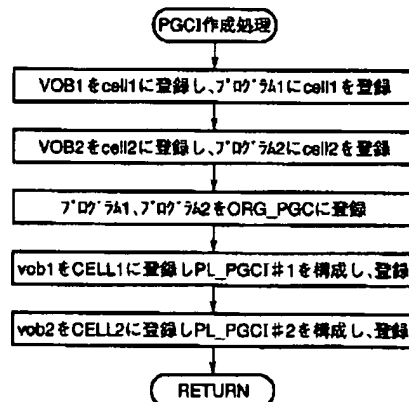 PGCI作成処理
VOB1をcell1に登録し、ﾌﾟﾛｸﾞﾗﾑ1にcell1を登録
VOB2をcell2に登録し、ﾌﾟﾛｸﾞﾗﾑ2にcell2を登録
ﾌﾟﾛｸﾞﾗﾑ1、ﾌﾟﾛｸﾞﾗﾑ2をORG_PGCに登録
vob1をCELL1に登録しPL_PGCI#1を構成し、登録
vob2をCELL2に登録しPL_PGCI#2を構成し、登録
RETURN